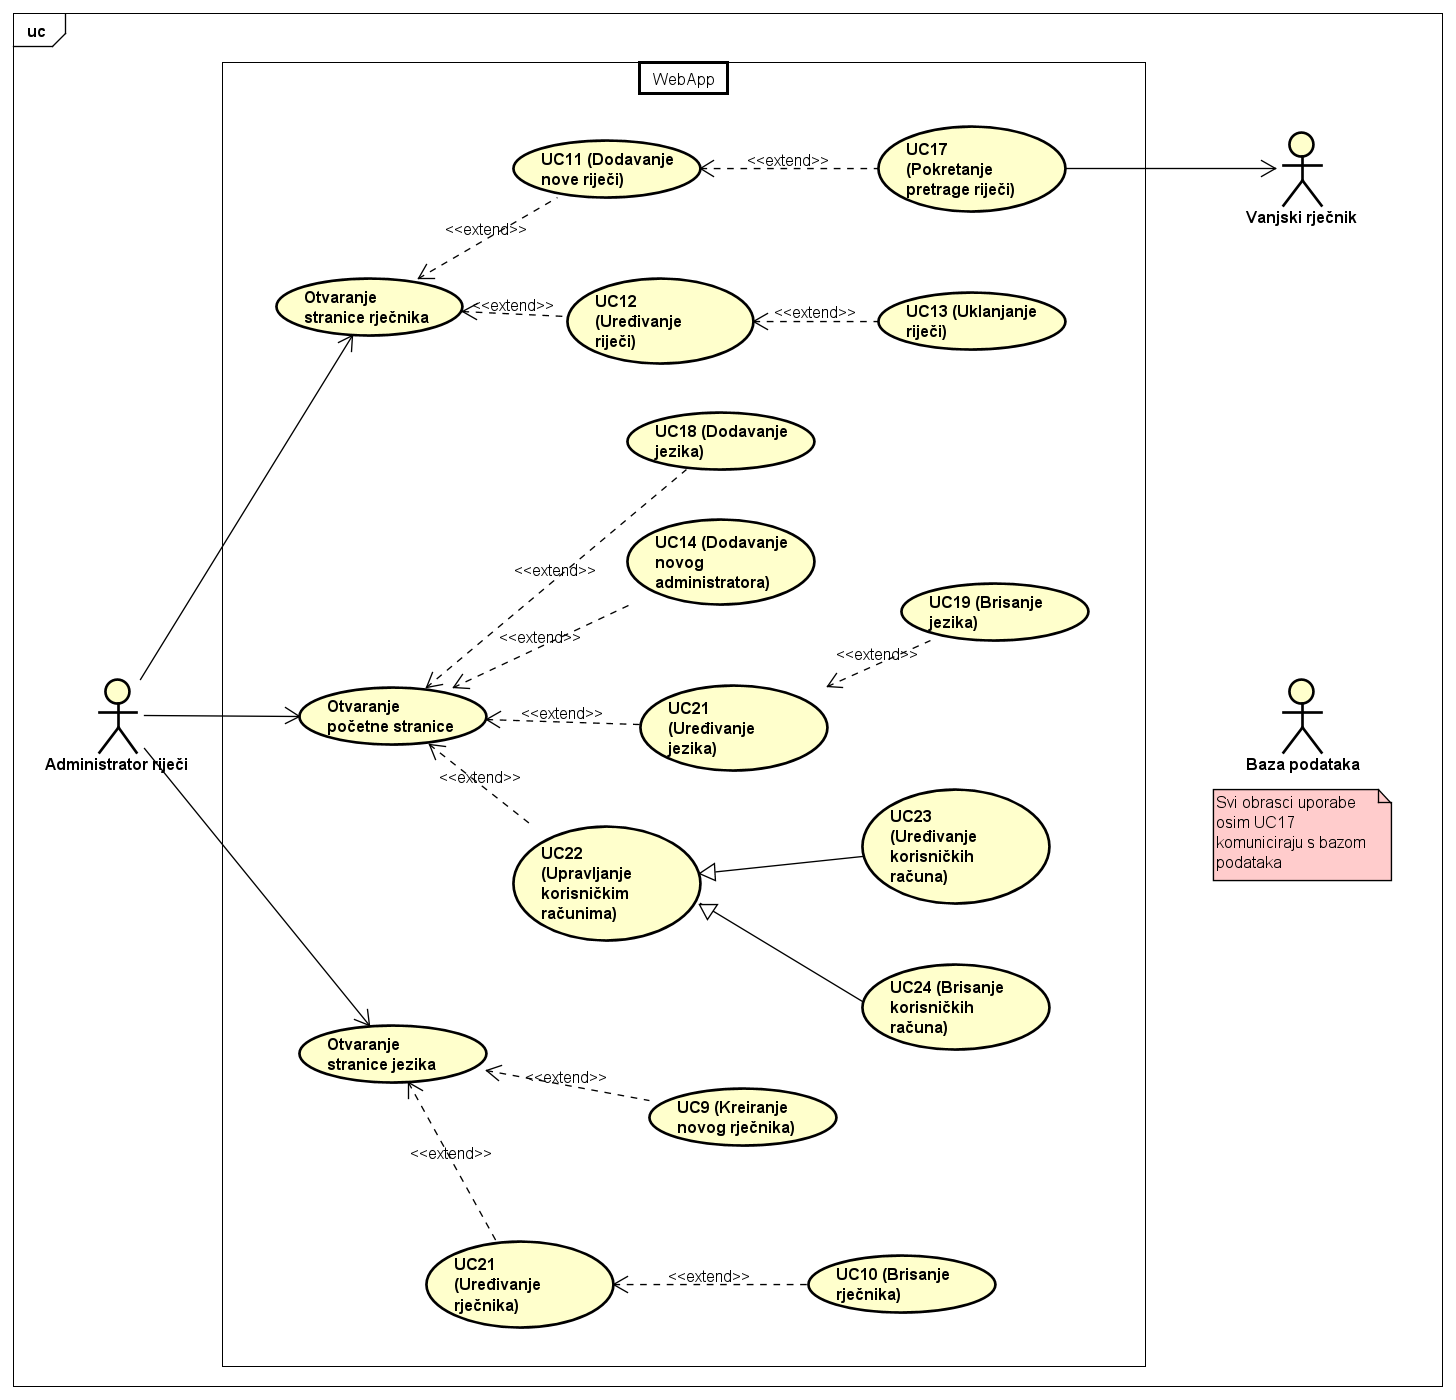 uc
WebApp
UC11 (Dodavanje
nove riječi)
<<extend>>
UC17
(Pokretanje
pretrage riječi)
Vanjski rječnik
<<extend>>
Otvaranje
stranice rječnika
<<extend>>
UC12
(Uređivanje
riječi)
<<extend>>
UC13 (Uklanjanje
riječi)
UC18 (Dodavanje
jezika)
<<extend>>
UC14 (Dodavanje
novog
administratora)
<<extend>>
UC19 (Brisanje
jezika)
<<extend>>
Administrator riječi
Otvaranje
početne stranice
<<extend>>
UC21
(Uređivanje
jezika)
Baza podataka
Svi obrasci uporabe
osim UC17
komuniciraju s bazom
podataka
<<extend>>
UC22
(Upravljanje
korisničkim
računima)
UC23
(Uređivanje
korisničkih
računa)
UC24 (Brisanje
korisničkih
računa)
Otvaranje
stranice jezika
<<extend>>
UC9 (Kreiranje
novog rječnika)
<<extend>>
UC21
(Uređivanje
rječnika)
<<extend>>
UC10 (Brisanje
rječnika)